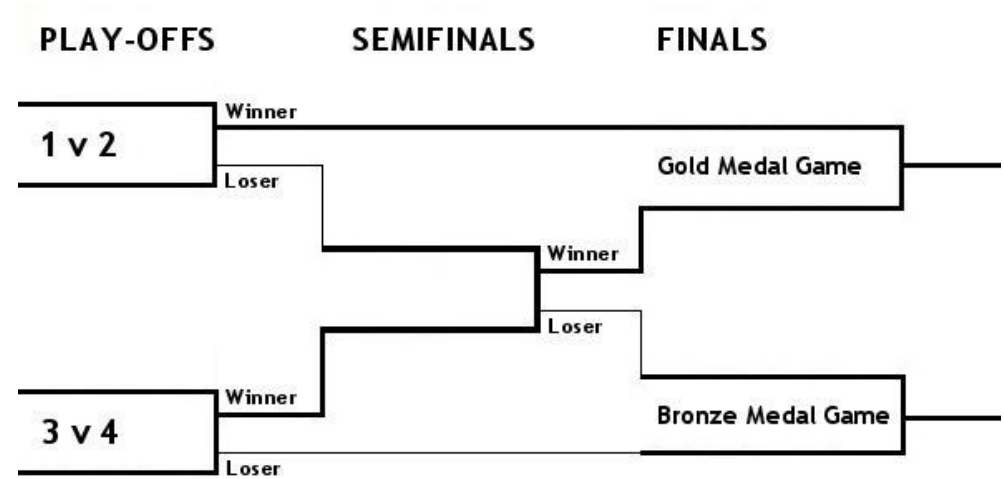 PLAY-OFFS SEMIFINALS FINALS
Winner
1 v 2
Gold Medal Game
Loser
Winner
Loser
Winner
Bronze Medal Game
3 v 4
Loser